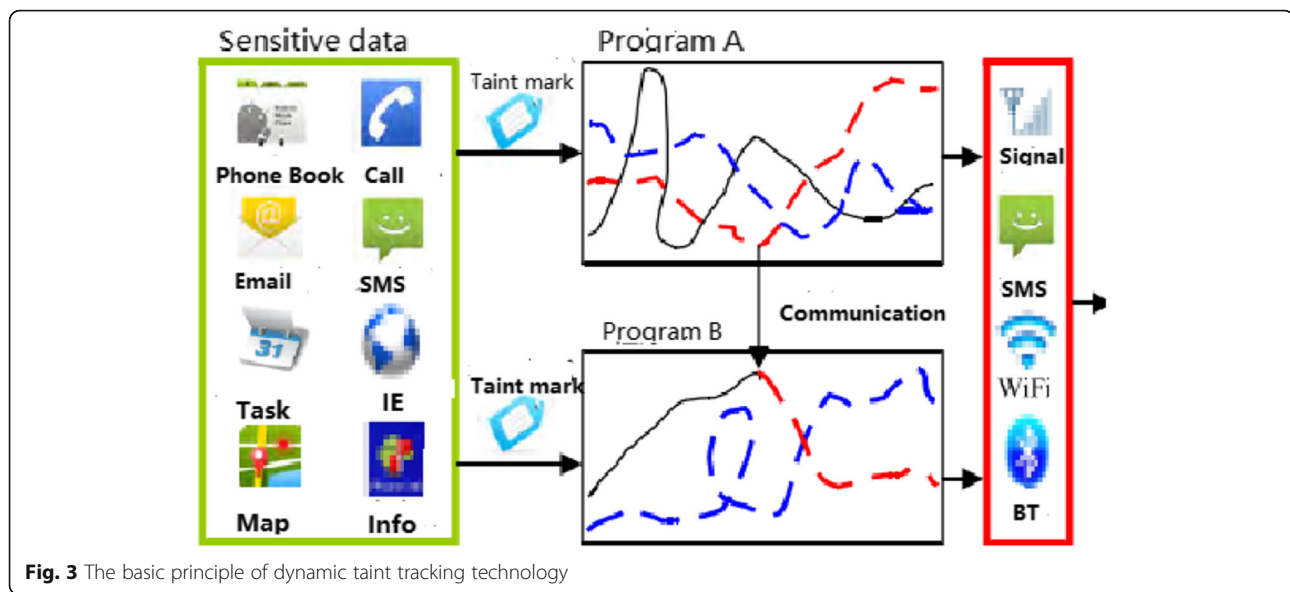 Sensitive data
Program A
Taint mark
Phone Book
Call
Email
SMS
31
Task
IE
Map
Info
Taint mark
Program B
Communication
Signal
SMS
WiFi
BT
Fig. 3 The basic principle of dynamic taint tracking technology